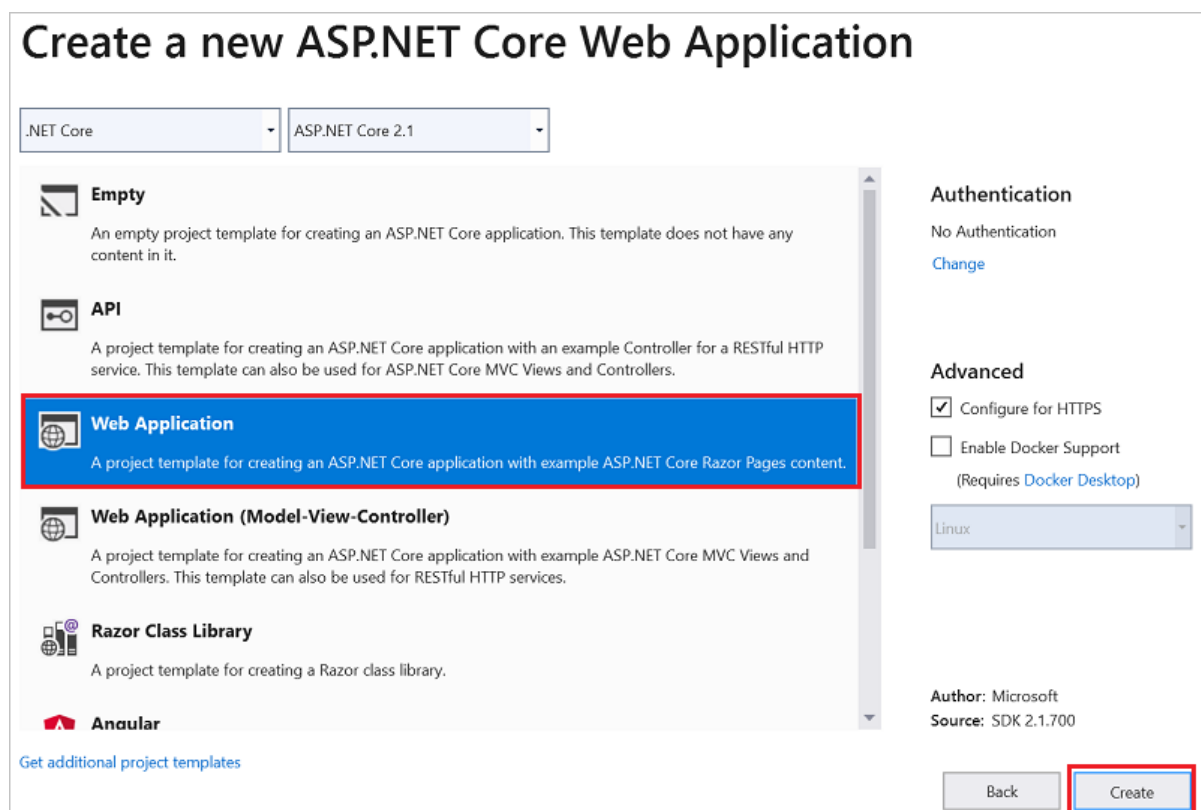 Create a new ASP.NET Core Web Application
.NET Core
ASP.NET Core 2.1
Empty
An empty project template for creating an ASP.NET Core application. This template does not have any
content in it.
API
A project template for creating an ASP.NET Core application with an example Controller for a RESTful HTTP
service. This template can also be used for ASP.NET Core MVC Views and Controllers.
Web Application
A project template for creating an ASP.NET Core application with example ASP.NET Core Razor Pages content.
Web Application (Model-View-Controller)
A project template for creating an ASP.NET Core application with example ASP.NET Core MVC Views and
Controllers. This template can also be used for RESTful HTTP services.
Razor Class Library
A project template for creating a Razor class library.
Angular
Get additional project templates
Authentication
No Authentication
Change
Advanced
Configure for HTTPS
Enable Docker Support
(Requires Docker Desktop)
Linux
Author: Microsoft
Source: SDK 2.1.700
Back
Create